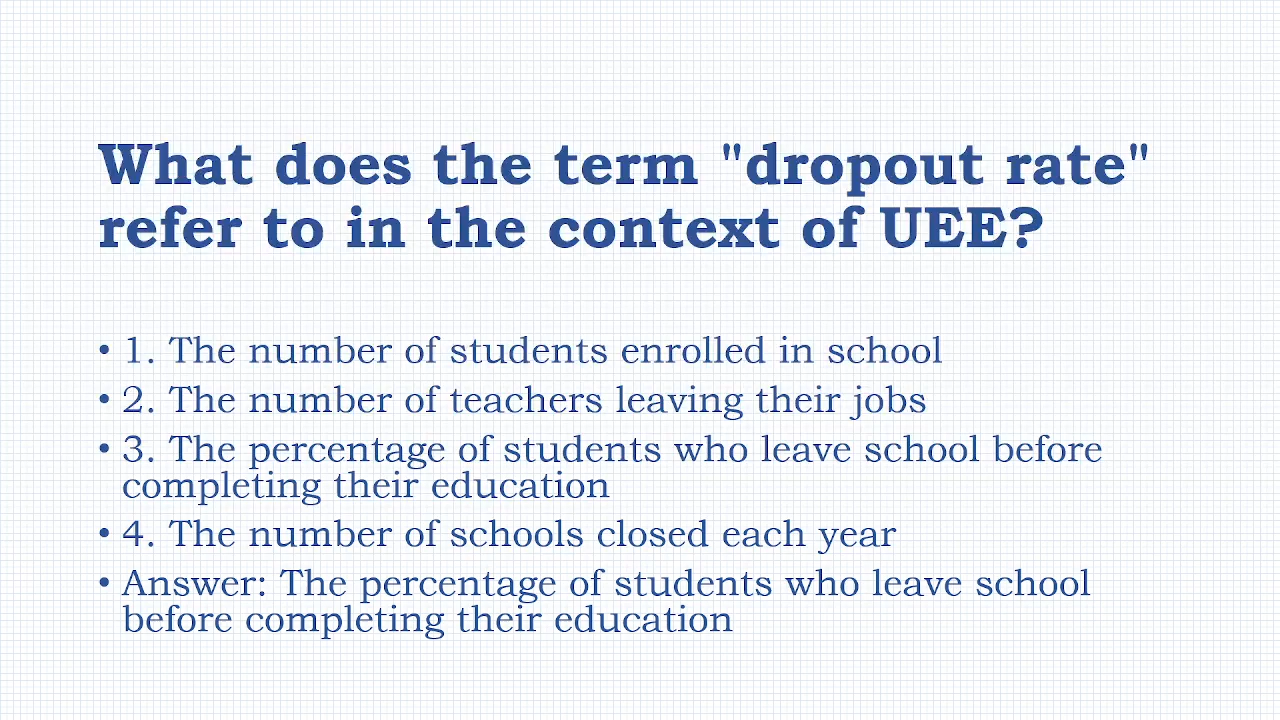 What does the term "dropout rate"
refer to in the context of UEE?
• 1. The number of students enrolled in school
• 2. The number of teachers leaving their jobs
• 3. The percentage of students who leave school before
completing their education
• 4. The number of schools closed each year
• Answer: The percentage of students who leave school
before completing their education